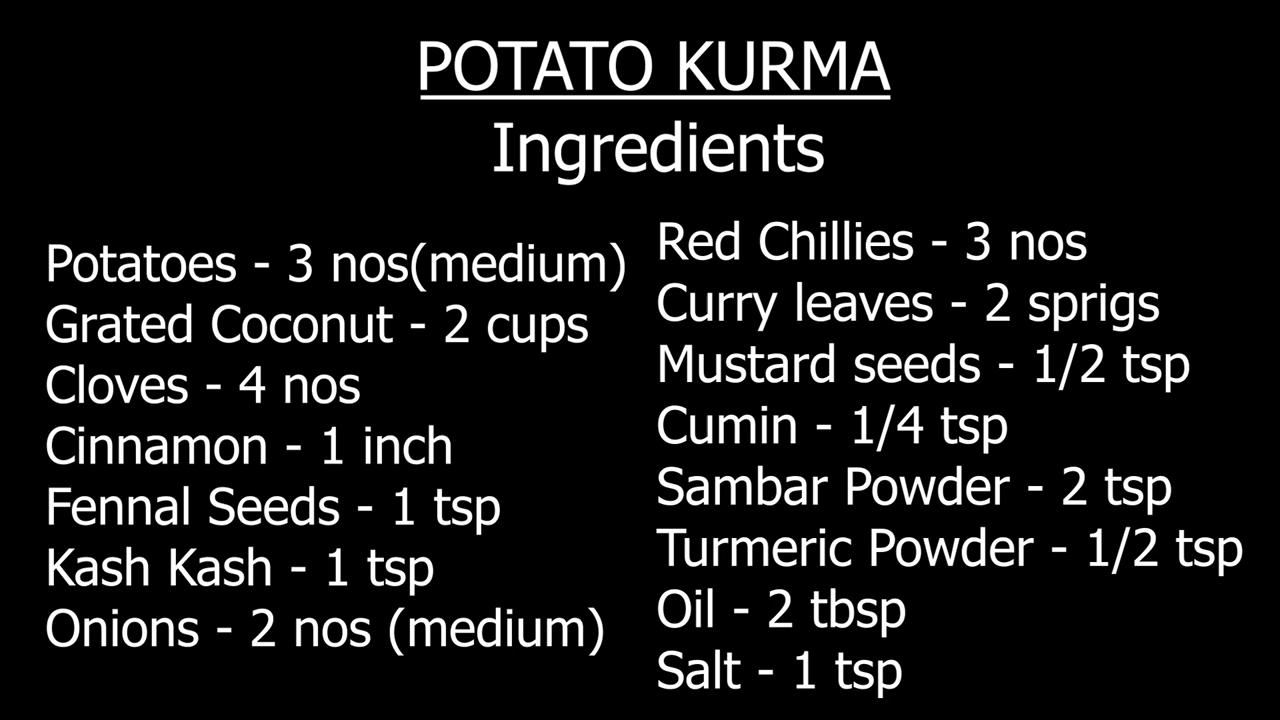 POTATO KURMA
Ingredients
Potatoes - 3 nos(medium)
Grated Coconut - 2 cups
Cloves - 4 nos
Cinnamon - 1 inch
Fennal Seeds - 1 tsp
Kash Kash - 1 tsp
Onions - 2 nos (medium)
Red Chillies - 3 nos
Curry leaves - 2 sprigs
Mustard seeds - 1/2 tsp
Cumin - 1/4 tsp
Sambar Powder - 2 tsp
Turmeric Powder - 1/2 tsp
Oil - 2 tbsp
Salt - 1 tsp